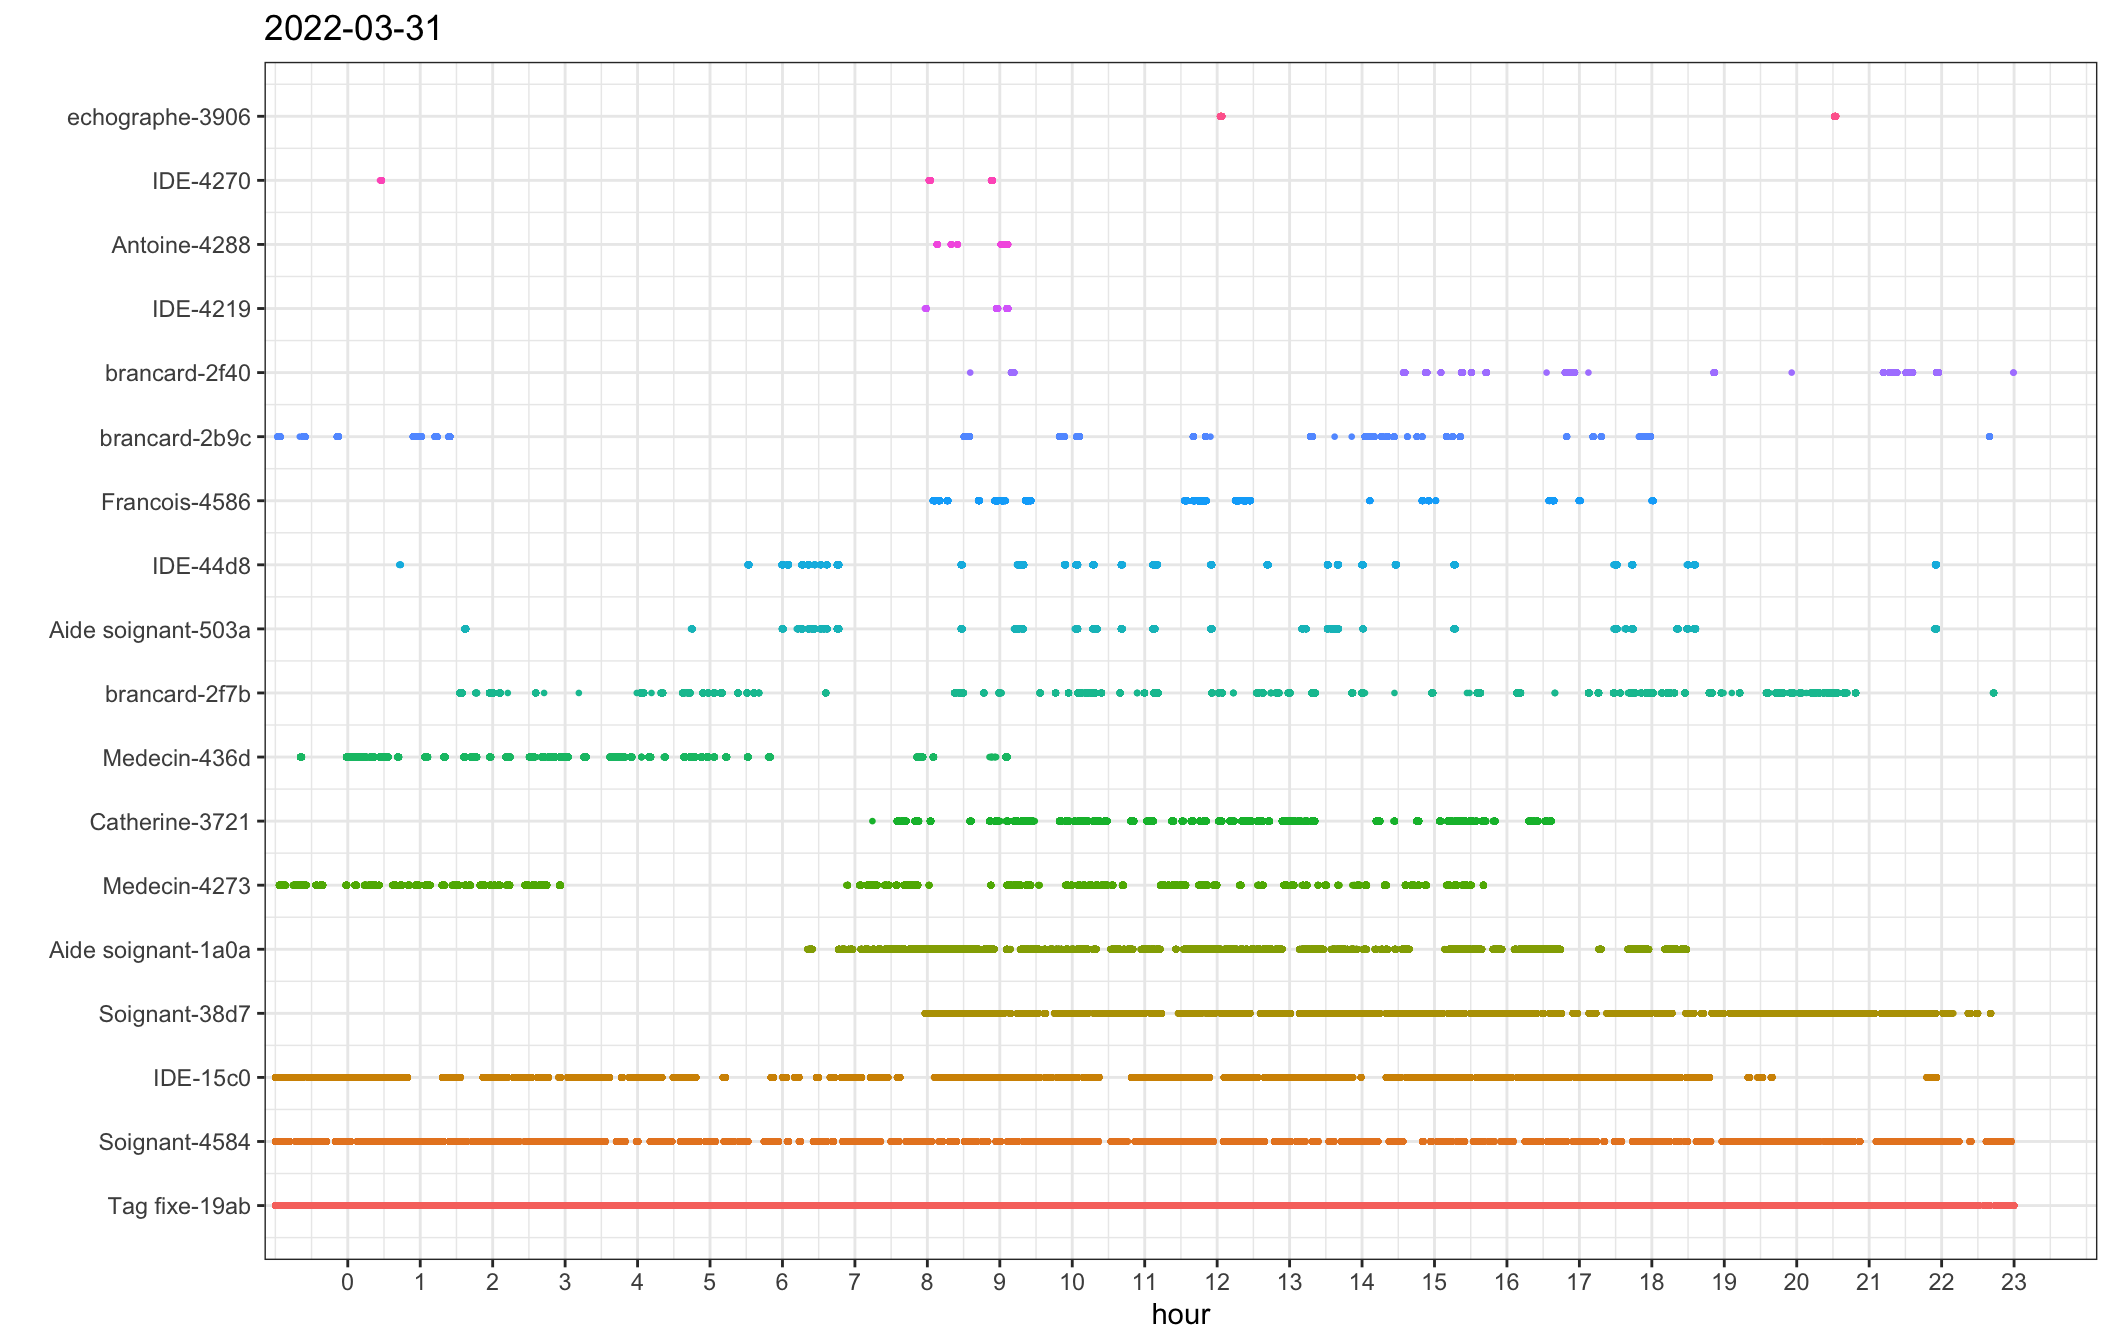 2022-03-31
echographe-3906
IDE-4270
Antoine-4288
IDE-4219
brancard-2f40
brancard-2b9c
Francois-4586
IDE-44d8
Aide soignant-503a
brancard-2f7b
Medecin-436d
Catherine-3721
Medecin-4273
Aide soignant-1a0a
Soignant-38d7
IDE-15c0
Soignant-4584
Tag fixe-19ab
0 1 2 3 4 5 6 7 8 9 10 11 12 13 14 15 16 17 18 19 20 21 22 23
hour